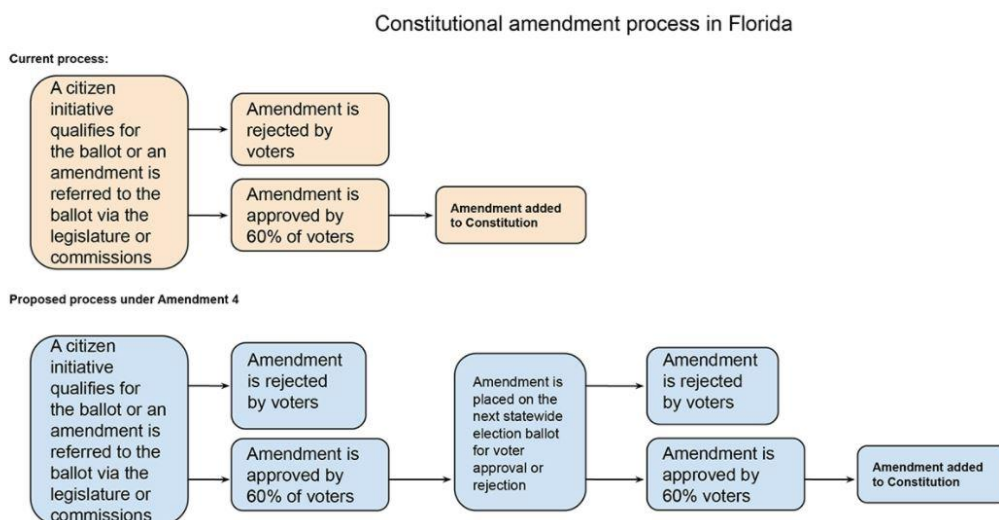 Constitutional amendment process in Florida
Current process:
A citizen
initiative
qualifies for
the ballot or an
amendment is
referred to the
ballot via the
legislature or
commissions
Amendment is
rejected by
voters
Amendment is
approved by
60% of voters
Amendment added
to Constitution
Proposed process under Amendment 4
A citizen
initiative
qualifies for
the ballot or an
amendment is
referred to the
ballot via the
legislature or
commissions
Amendment
is rejected
by voters
Amendment is
approved by
60% of voters
Amendment is
placed on the
next statewide
election ballot
for voter
approval or
rejection
Amendment
is rejected
by voters
Amendment is
approved by
60% voters
Amendment added
to Constitution